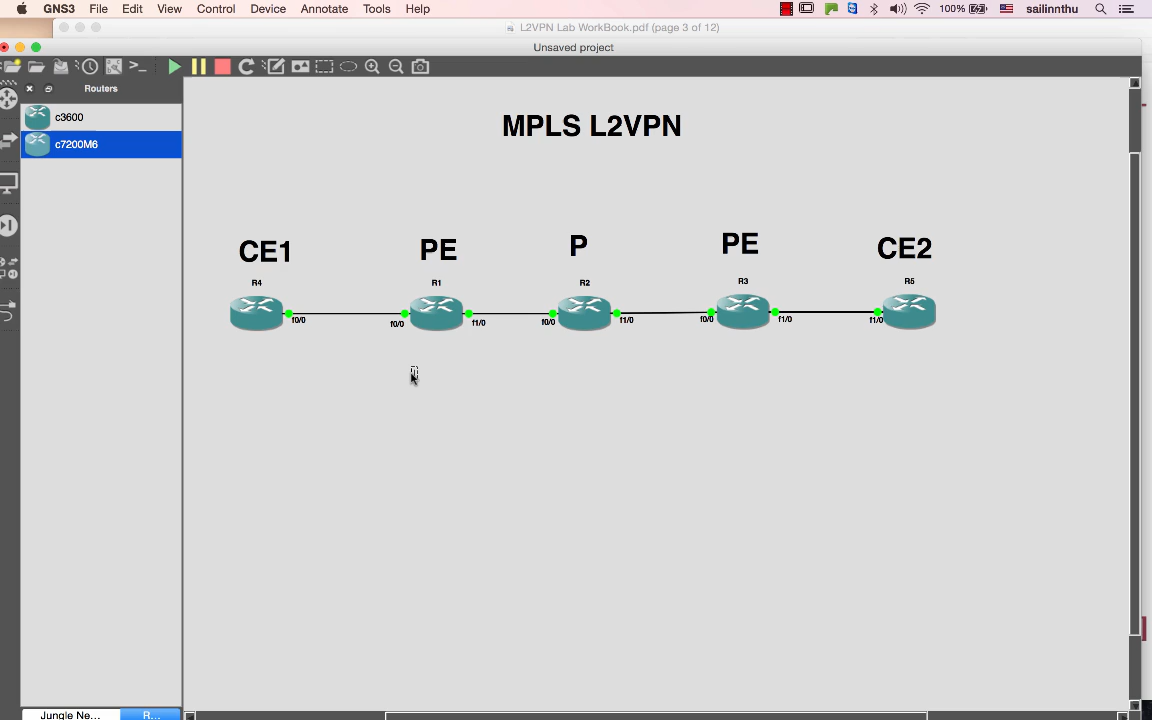 GNS3 File Edit View Control Device Annotate Tools Help 100% sailinnthu
L2VPN Lab WorkBook.pdf (page 3 of 12)
Unsaved project
Routers
c3600
c7200M6
MPLS L2VPN
CE1 PE P PE CE2
R4 R1 R2 R3 R5
f0/0 f0/0 f1/0 f0/0 f1/0 f0/0 f1/0 f1/0
Jungle Ne... R...